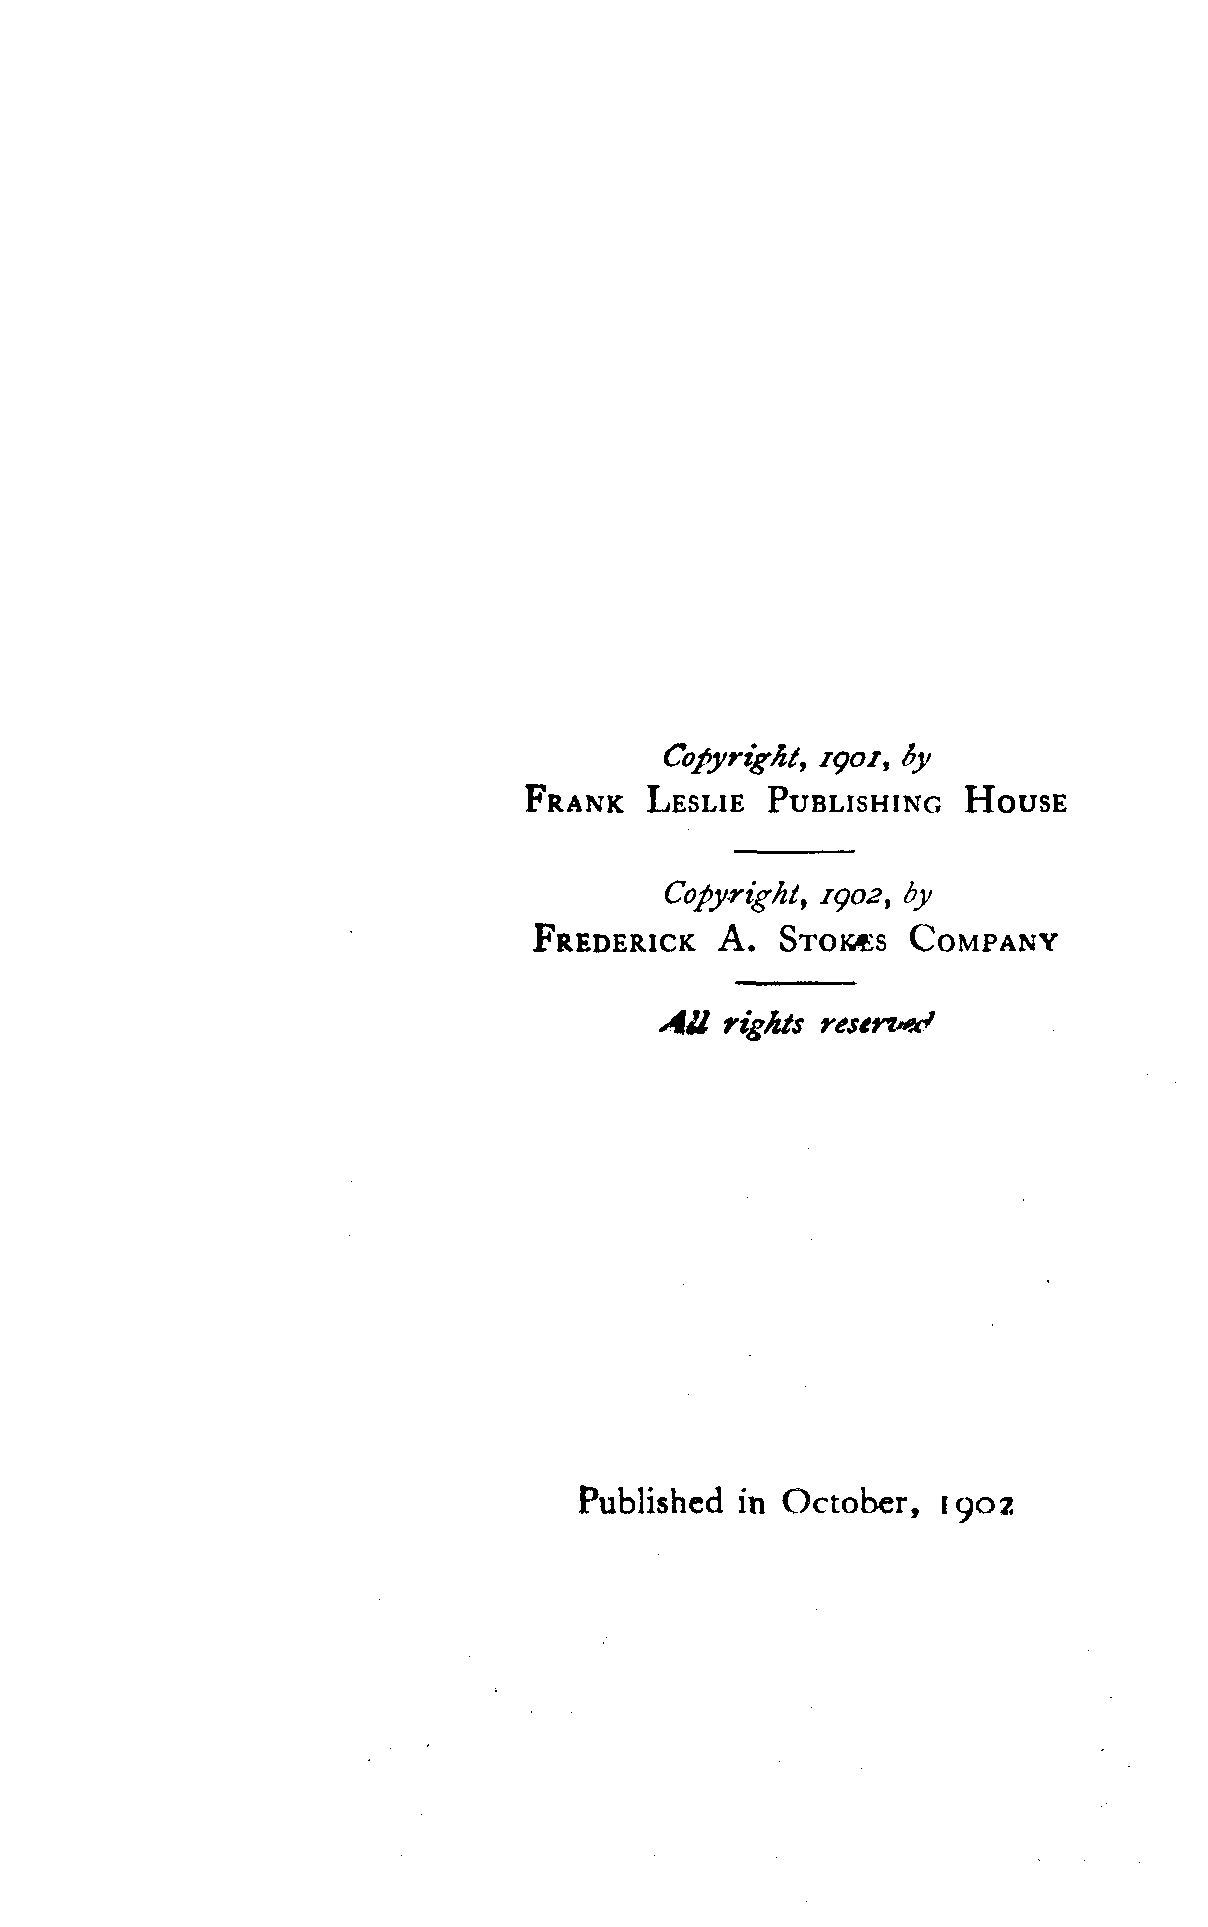 Copyright, 1901, by
FRANK LESLIE PUBLISHING HOUSE
Copyright, 1902, by
FREDERICK A. STOKES COMPANY
All rights reserved
Published in October, 1902